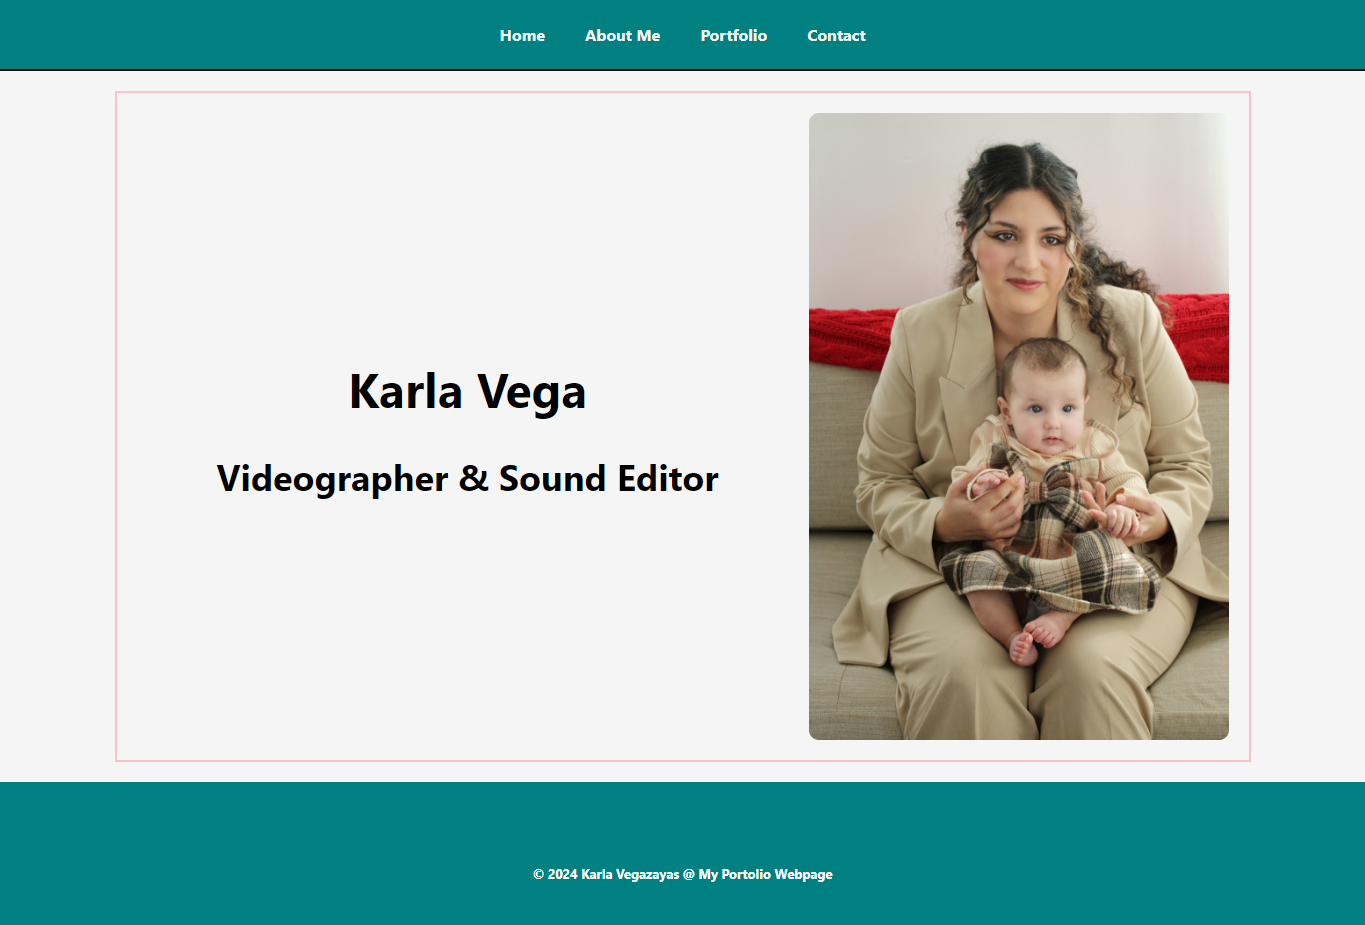 Home About Me Portfolio Contact
Karla Vega
Videographer & Sound Editor
© 2024 Karla Vegazayas @ My Portolio Webpage